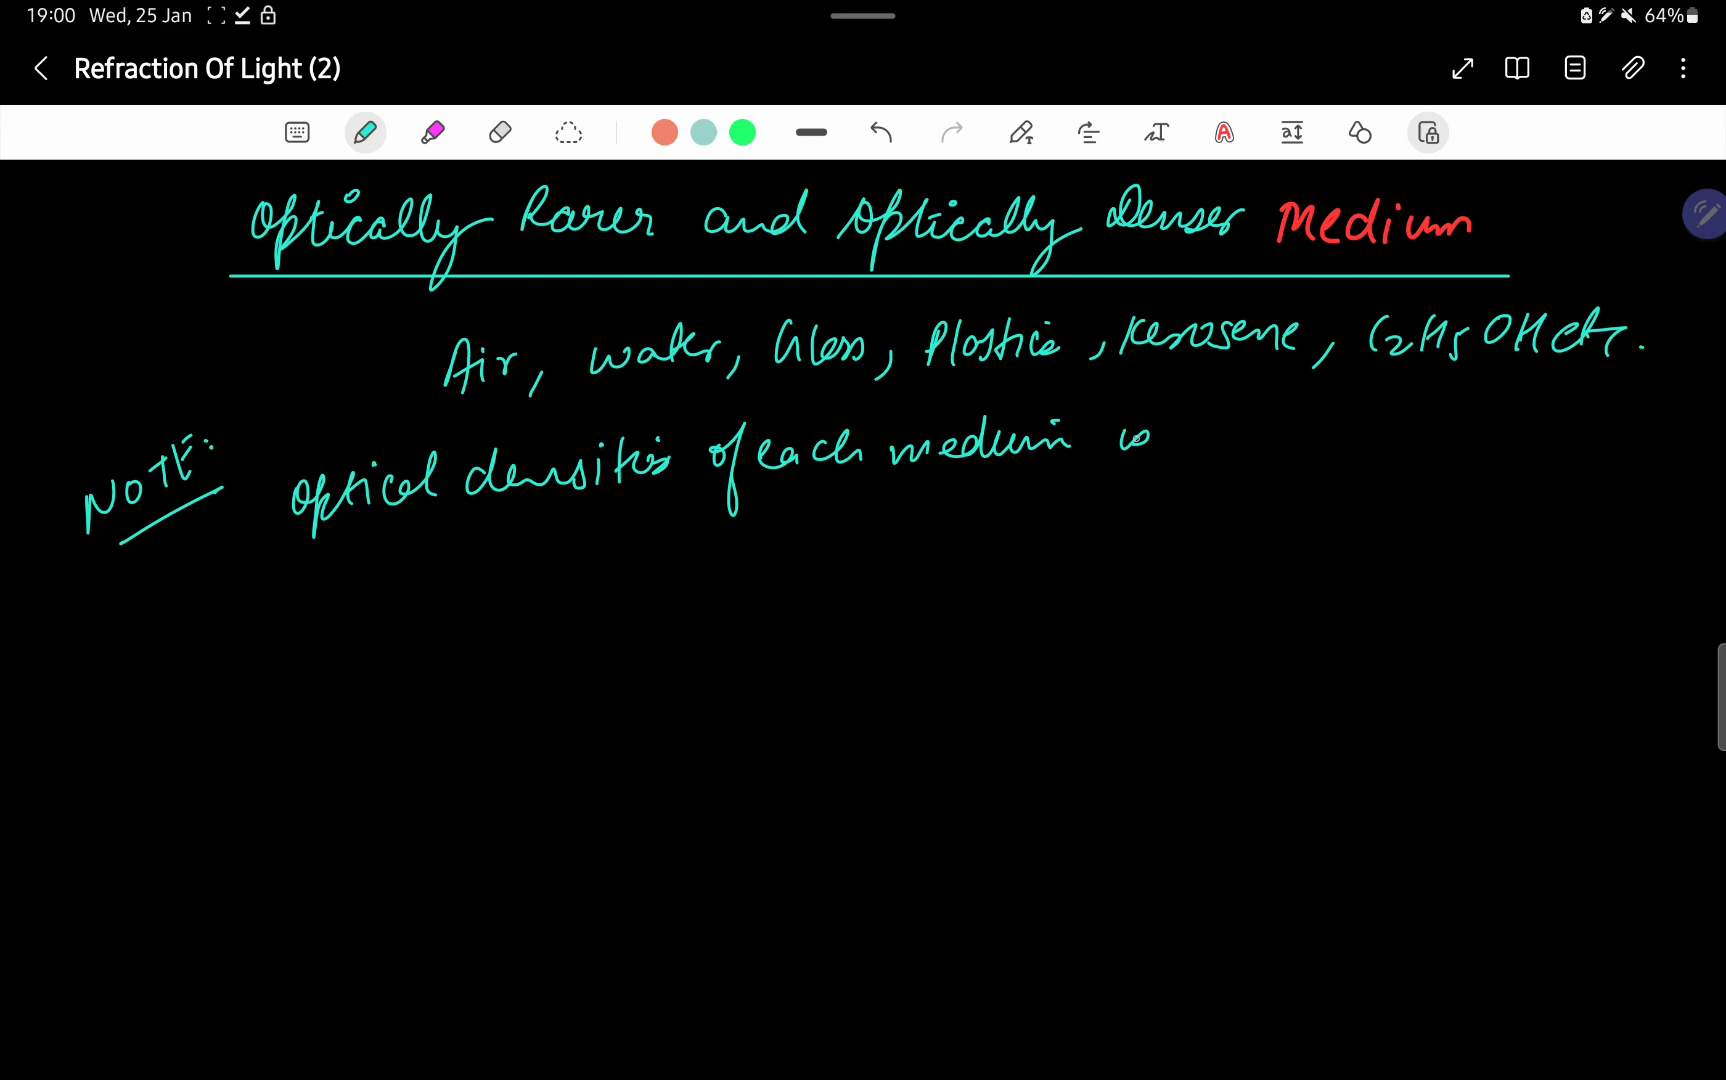 19:00 Wed, 25 Jan 64%
Refraction Of Light (2)
Optically Rarer and Optically Denser Medium
Air, water, Glass, Plastic, Kerosene, C2H5OH etc.
NOTE: Optical densities of each medium is